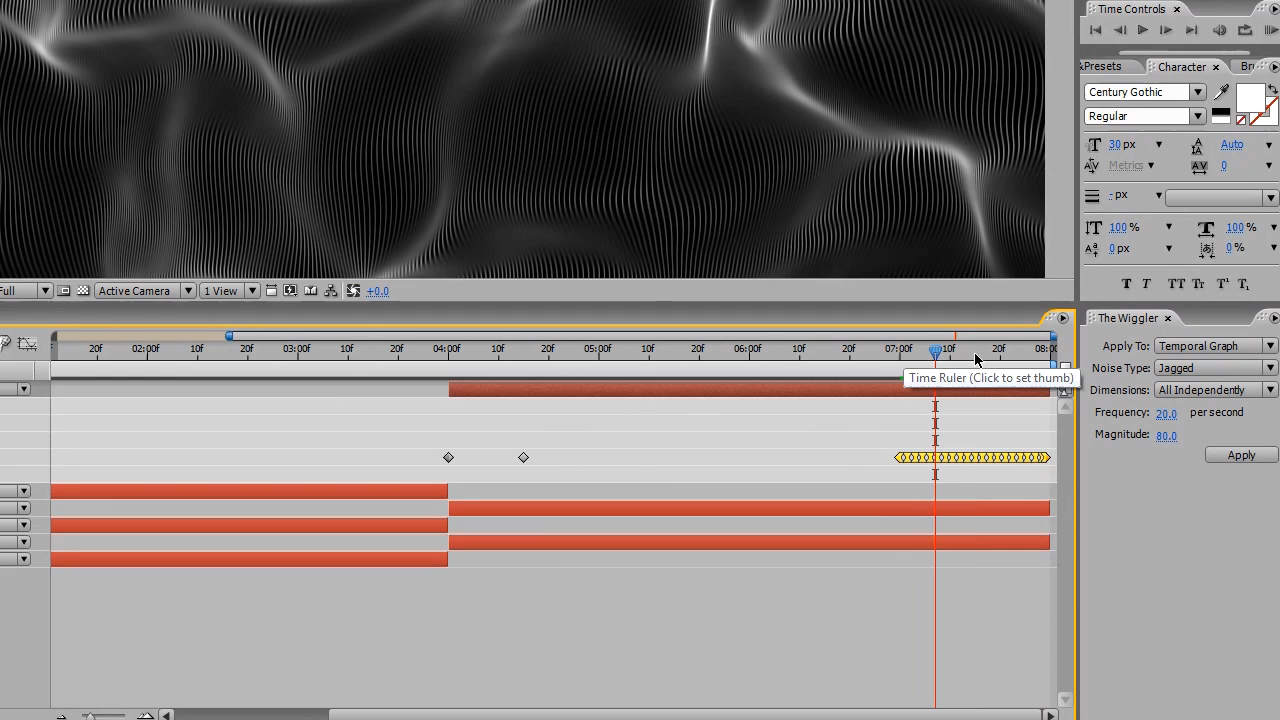 Time Controls
Presets
Character
Century Gothic
Regular
30 px
Auto
Metrics
0
- px
100 %
100 %
0 px
0 %
T T TT Tr T¹ T₁
Full
Active Camera
1 View
+0.0
The Wiggler
Apply To: Temporal Graph
Noise Type: Jagged
Dimensions: All Independently
Frequency: 20.0 per second
Magnitude: 80.0
Apply
20f 02:00f 10f 20f 03:00f 10f 20f 04:00f 10f 20f 05:00f 10f 20f 06:00f 10f 20f 07:00f 10f 20f 08:
Time Ruler (Click to set thumb)